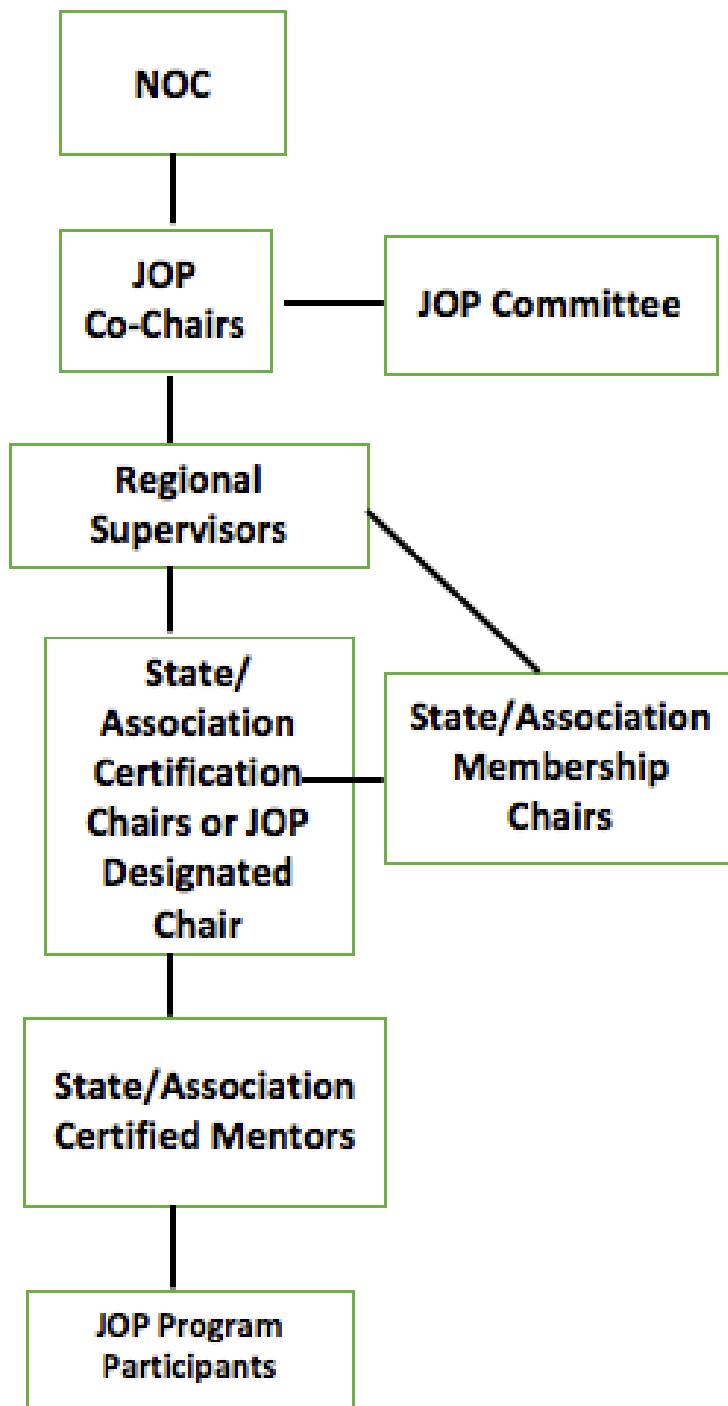 NOC
JOP
Co-Chairs
JOP Committee
Regional
Supervisors
State/
Association
Certification
Chairs or JOP
Designated
Chair
State/Association
Membership
Chairs
State/Association
Certified Mentors
JOP Program
Participants